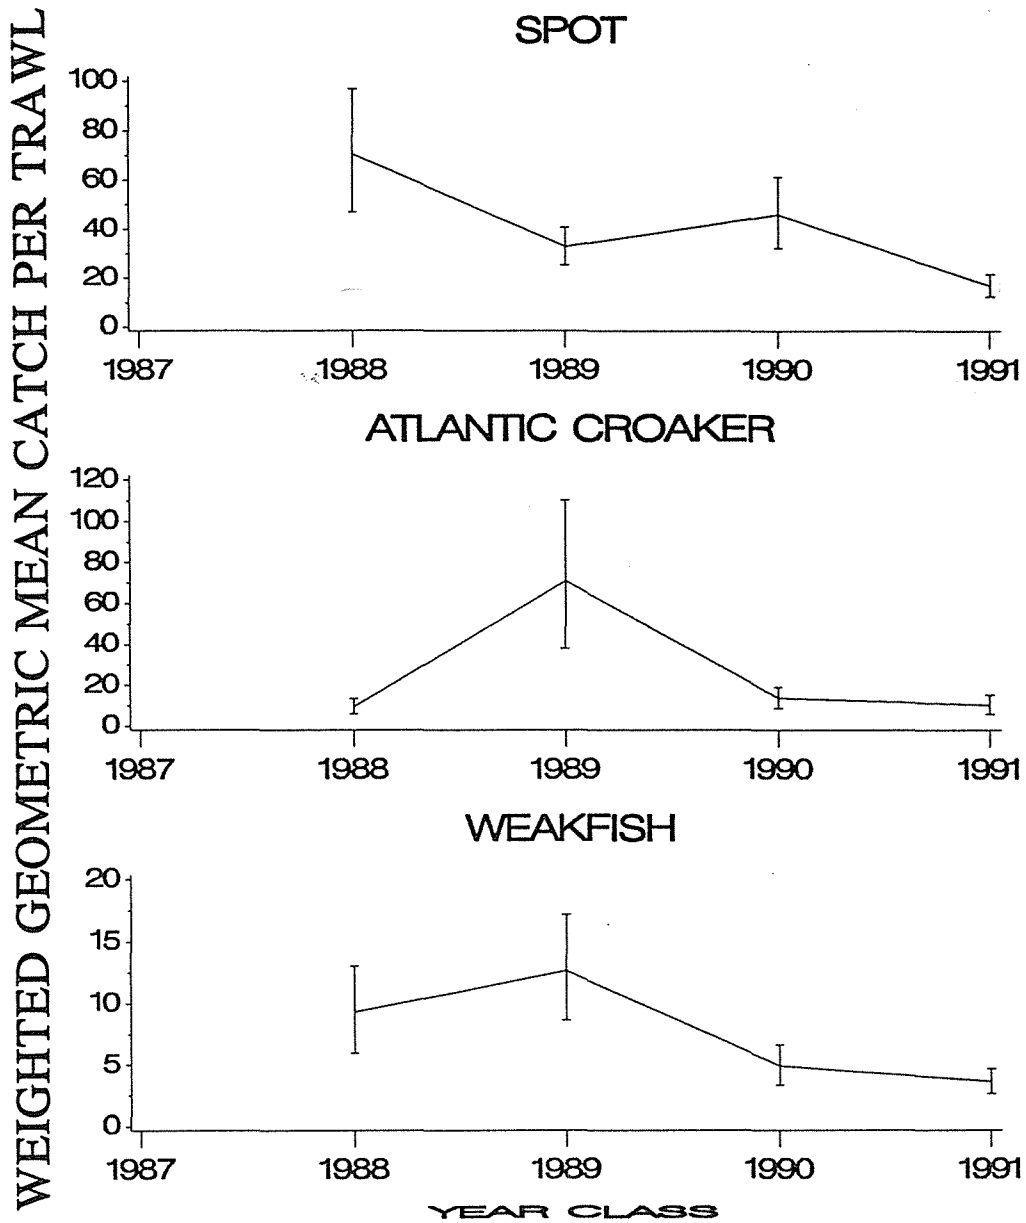 WEIGHTED GEOMETRIC MEAN CATCH PER TRAWL
SPOT
100
80
60
40
20
0
1987 1988 1989 1990 1991
ATLANTIC CROAKER
120
100
80
60
40
20
0
1987 1988 1989 1990 1991
WEAKFISH
20
15
10
5
0
1987 1988 1989 1990 1991
YEAR CLASS